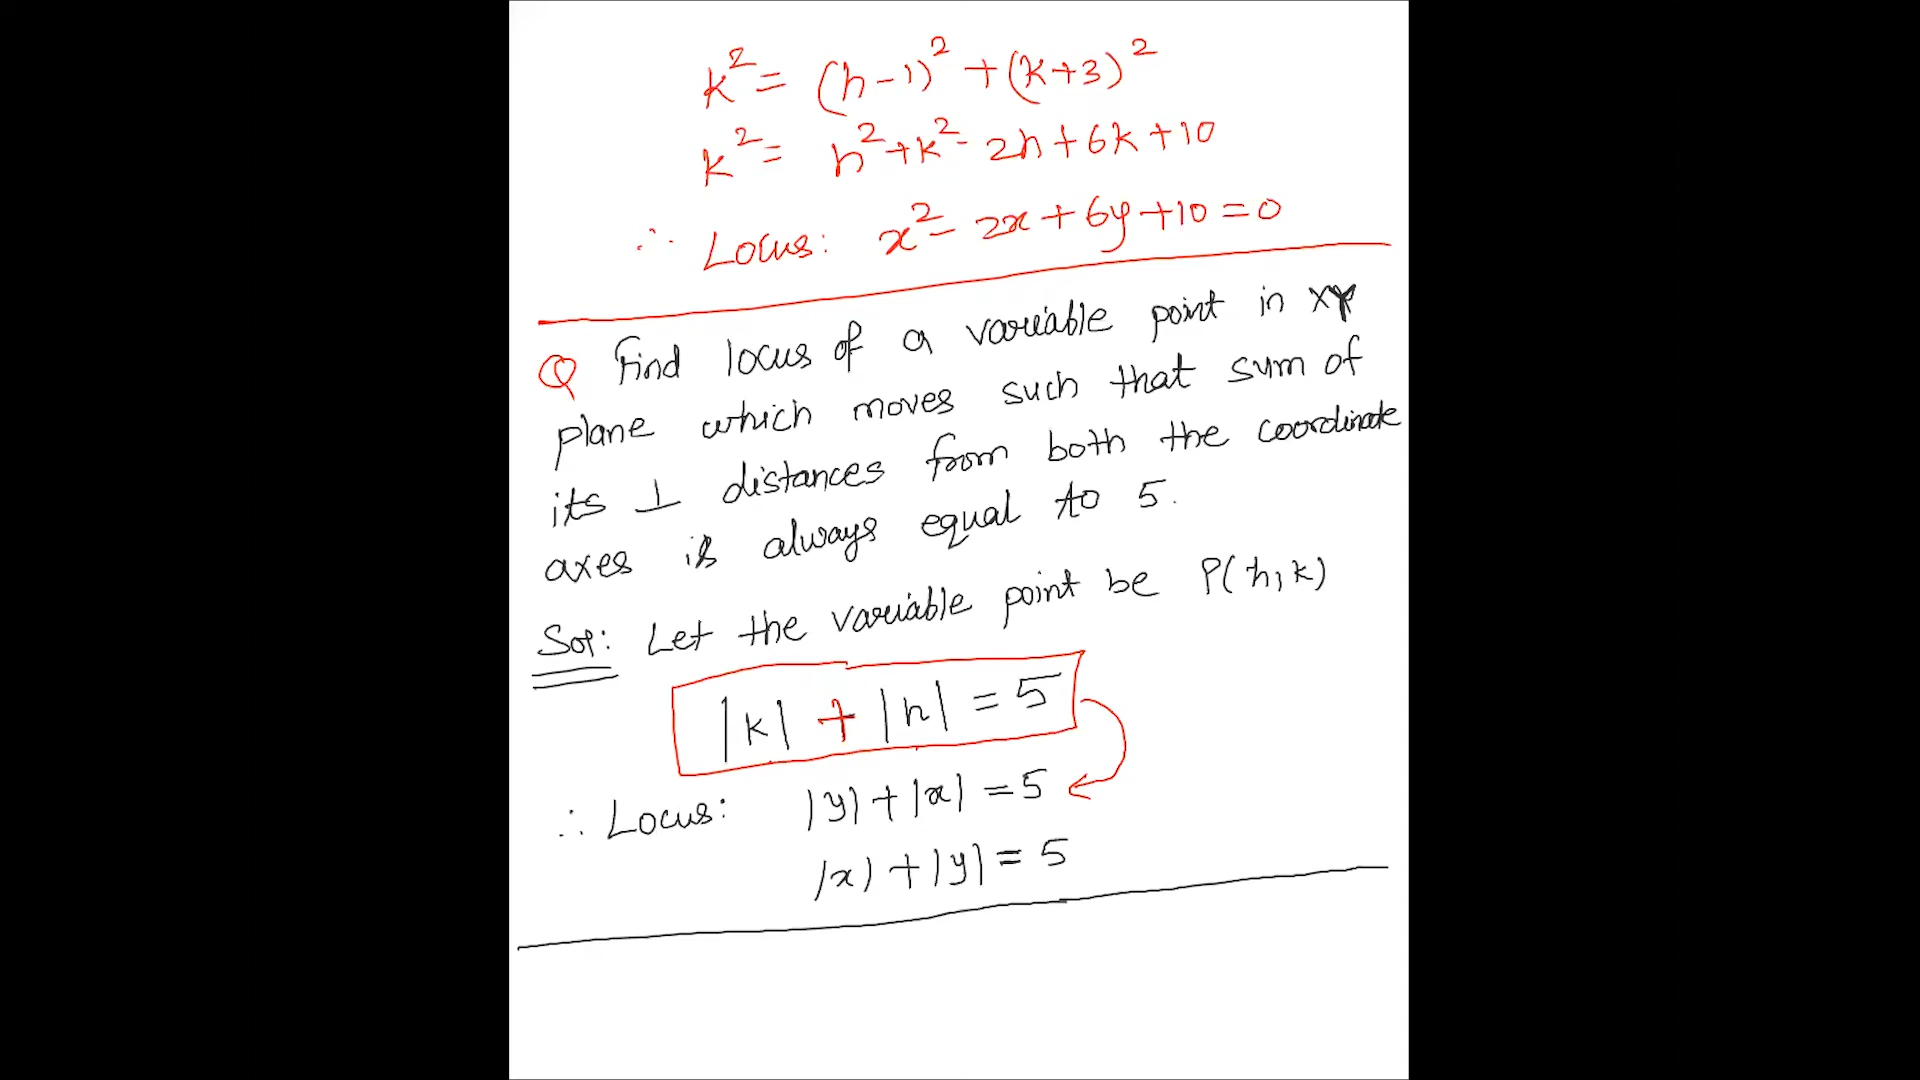 k² = (h-1)² + (k+3)²
k² = h² + k² - 2h + 6k + 10
∴ Locus: x² - 2x + 6y + 10 = 0
Q Find locus of a variable point in XY
plane which moves such that sum of
its ⊥ distances from both the coordinate
axes is always equal to 5.
Sol: Let the variable point be P(h,k)
|k| + |h| = 5
∴ Locus: |y| + |x| = 5
|x| + |y| = 5